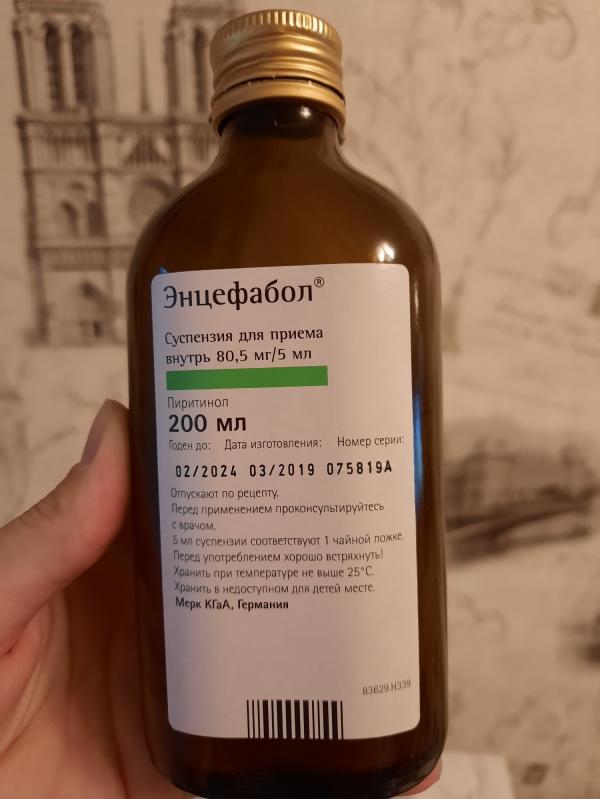 Энцефабол®
Суспензия для приема
внутрь 80,5 мг/5 мл
Пиритинол
200 мл
Годен до: Дата изготовления: Номер серии:
02/2024 03/2019 075819А
Отпускают по рецепту.
Перед применением проконсультируйтесь
с врачом.
5 мл суспензии соответствуют 1 чайной ложке.
Перед употреблением хорошо встряхнуть!
Хранить при температуре не выше 25°C.
Хранить в недоступном для детей месте.
Мерк КГаА, Германия
83629.H339